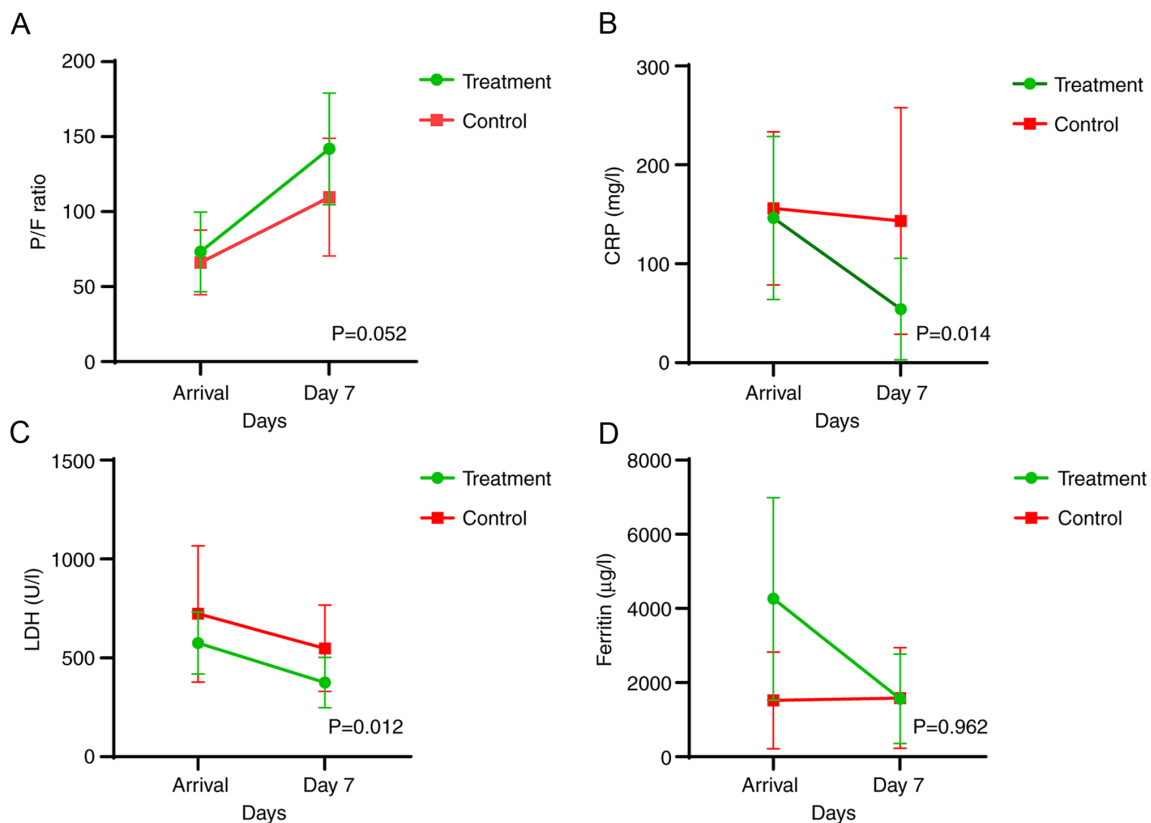 A
200
150
100
50
0
P/F ratio
Treatment
Control
P=0.052
Arrival Day 7
Days
B
300
200
100
0
CRP (mg/l)
Treatment
Control
P=0.014
Arrival Day 7
Days
C
1500
1000
500
0
LDH (U/l)
Treatment
Control
P=0.012
Arrival Day 7
Days
D
8000
6000
4000
2000
0
Ferritin (µg/l)
Treatment
Control
P=0.962
Arrival Day 7
Days